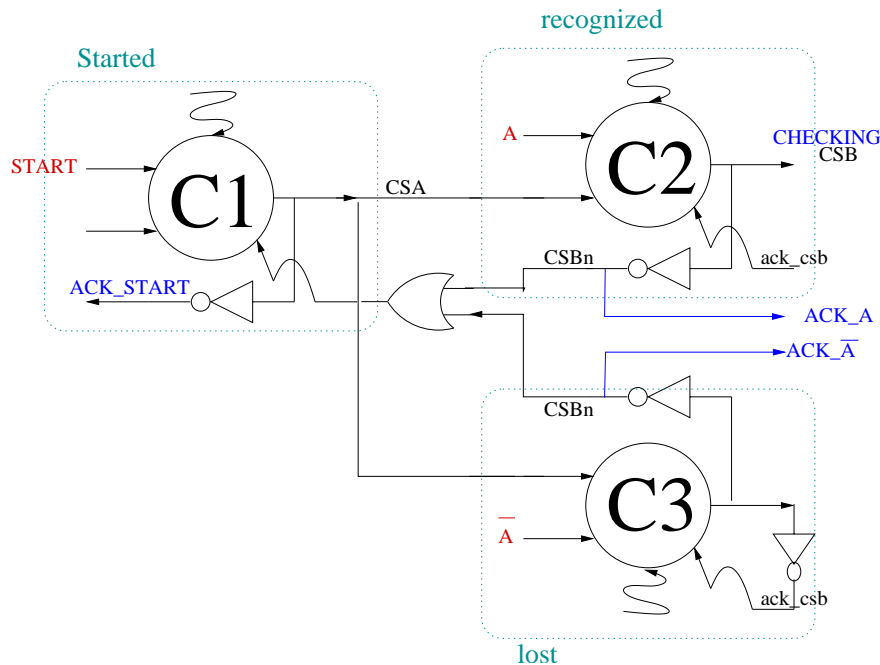 recognized
Started
A
CHECKING
CSB
START
C1
C2
CSA
CSBn
ack_csb
ACK_START
ACK_A
ACK_A̅
CSBn
C3
A̅
ack_csb
lost